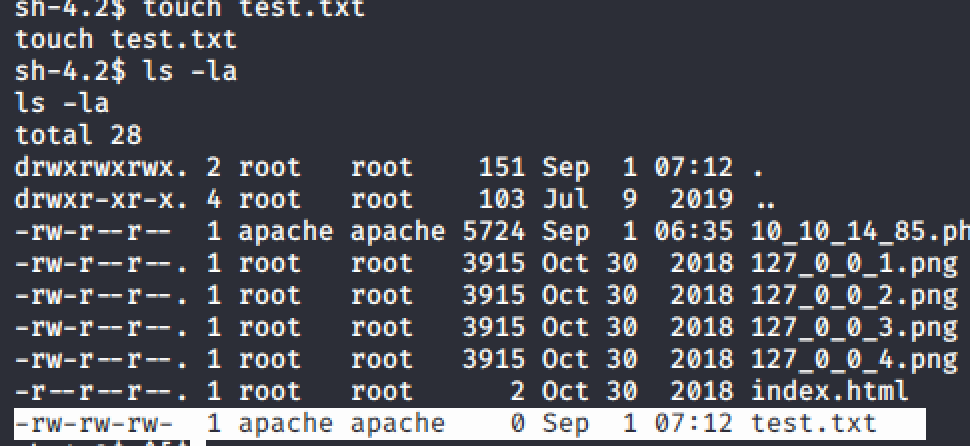 sh-4.2$ touch test.txt
touch test.txt
sh-4.2$ ls -la
ls -la
total 28
drwxrwxrwx. 2 root   root    151 Sep  1 07:12 .
drwxr-xr-x. 4 root   root    103 Jul  9  2019 ..
-rw-r--r--  1 apache apache 5724 Sep  1 06:35 10_10_14_85.ph
-rw-r--r--. 1 root   root   3915 Oct 30  2018 127_0_0_1.png
-rw-r--r--. 1 root   root   3915 Oct 30  2018 127_0_0_2.png
-rw-r--r--. 1 root   root   3915 Oct 30  2018 127_0_0_3.png
-rw-r--r--. 1 root   root   3915 Oct 30  2018 127_0_0_4.png
-r--r--r--. 1 root   root      2 Oct 30  2018 index.html
-rw-rw-rw-  1 apache apache    0 Sep  1 07:12 test.txt